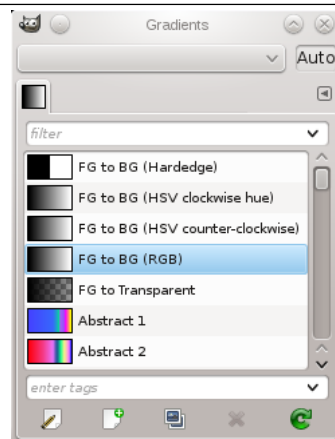 Gradients
Auto
filter
FG to BG (Hardedge)
FG to BG (HSV clockwise hue)
FG to BG (HSV counter-clockwise)
FG to BG (RGB)
FG to Transparent
Abstract 1
Abstract 2
enter tags